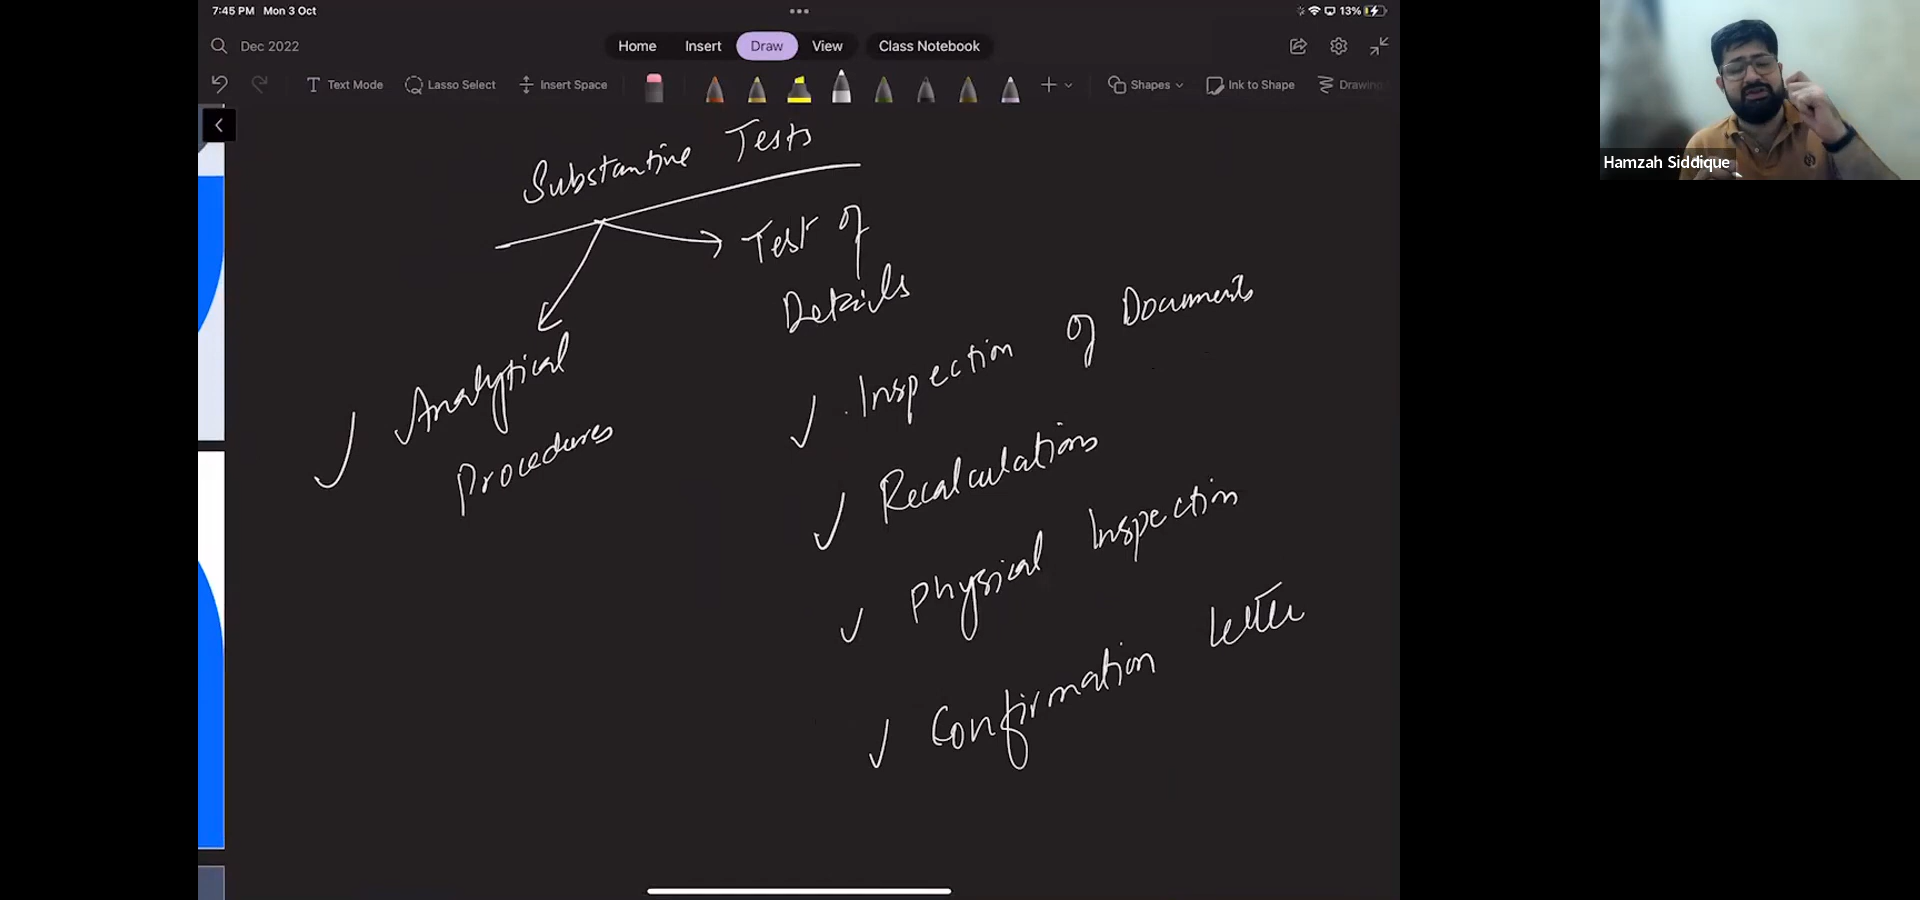 7:45 PM Mon 3 Oct
13%
Dec 2022
Home Insert Draw View Class Notebook
Text Mode Lasso Select Insert Space Shapes Ink to Shape Drawing
Hamzah Siddique
Substantive Tests
Test of
Details
Analytical
Procedures
Inspection of Documents
Recalculations
Physical Inspection
Confirmation letter